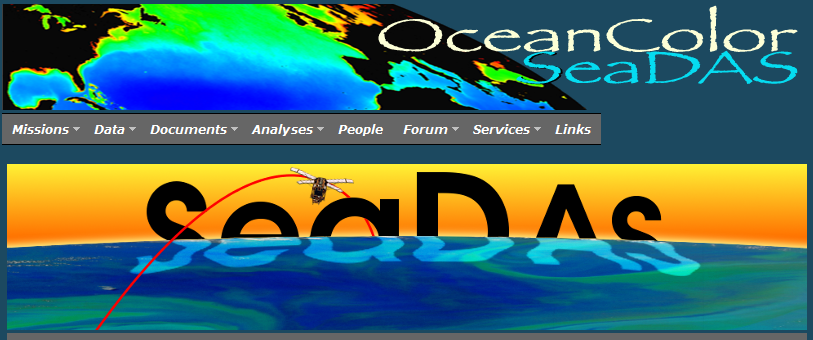 OceanColor
SeaDAS
Missions Data Documents Analyses People Forum Services Links
SeaDAS